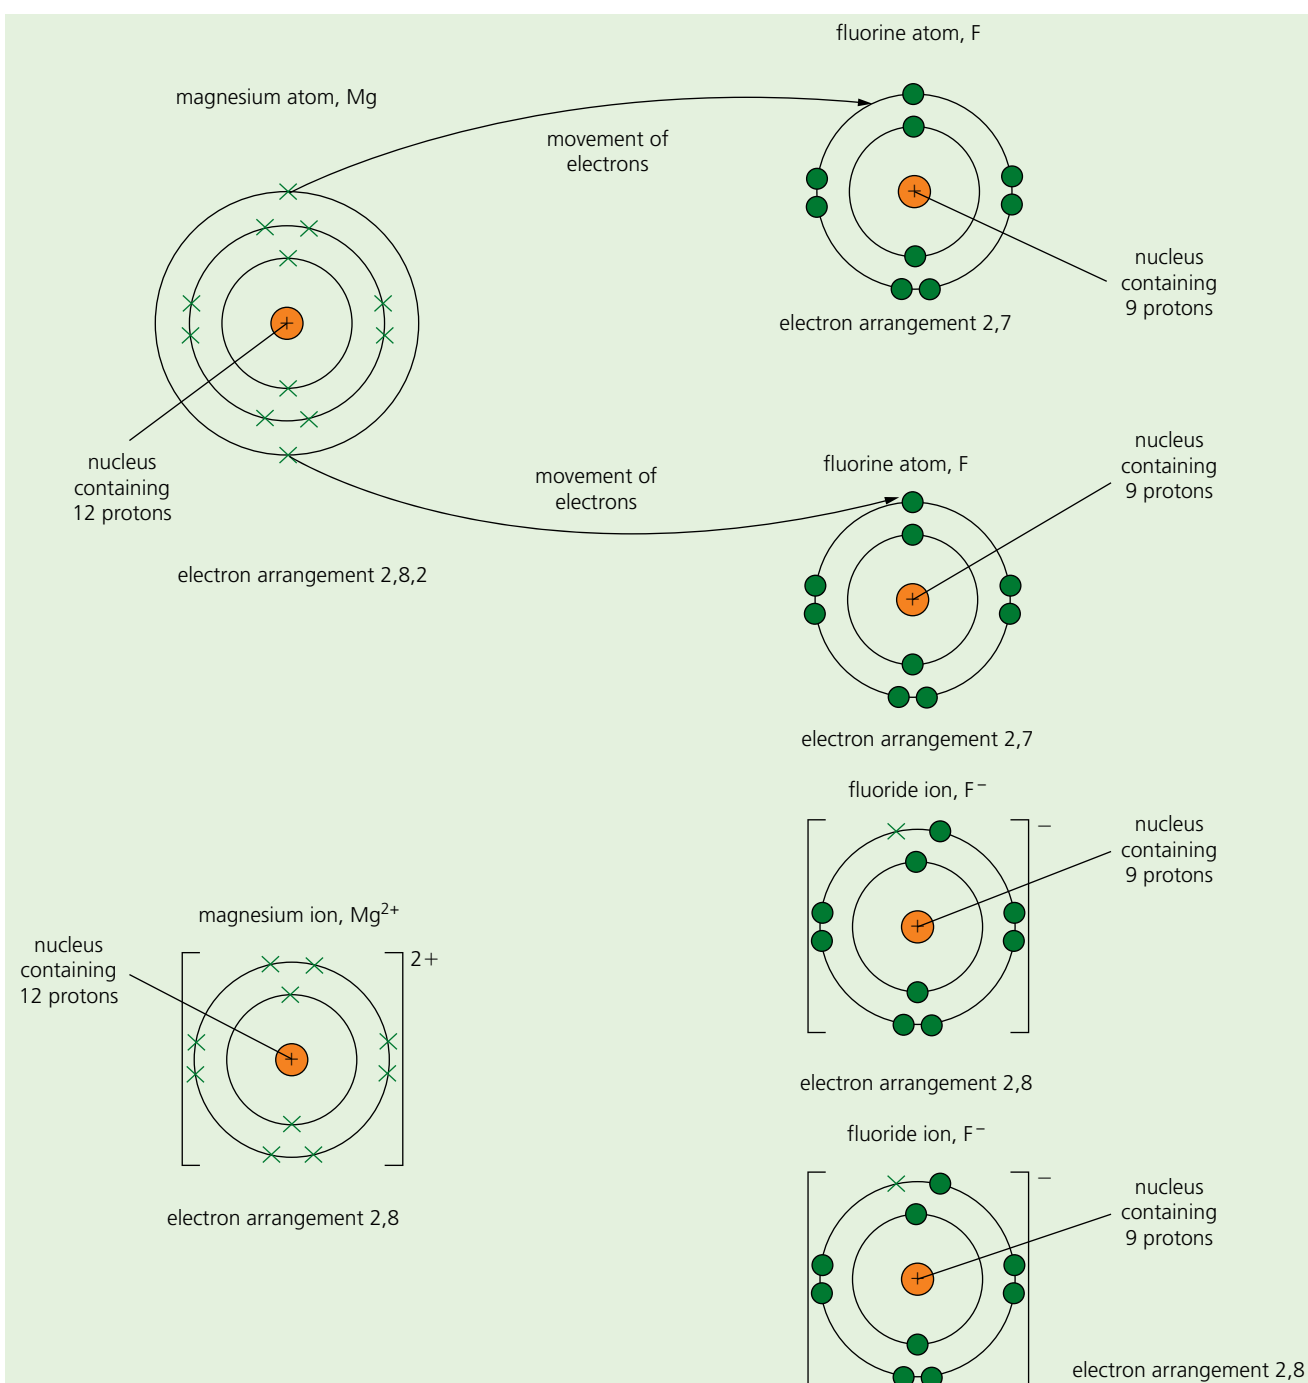 fluorine atom, F
magnesium atom, Mg
movement of
electrons
nucleus
containing
9 protons
electron arrangement 2,7
nucleus
containing
12 protons
movement of
electrons
fluorine atom, F
nucleus
containing
9 protons
electron arrangement 2,8,2
electron arrangement 2,7
fluoride ion, F⁻
−
nucleus
containing
9 protons
magnesium ion, Mg²⁺
2+
nucleus
containing
12 protons
electron arrangement 2,8
electron arrangement 2,8
fluoride ion, F⁻
−
nucleus
containing
9 protons
electron arrangement 2,8